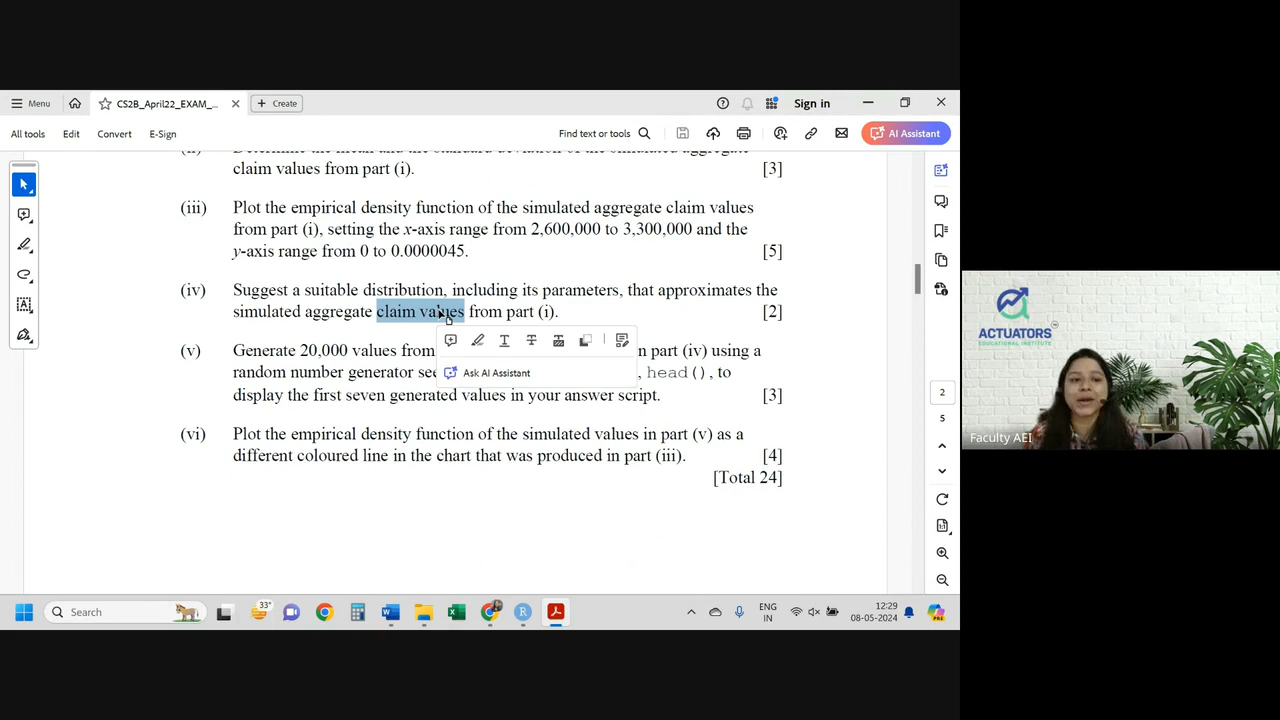 Menu
CS2B_April22_EXAM_...
Create
Sign in
All tools
Edit
Convert
E-Sign
Find text or tools
AI Assistant
claim values from part (i). [3]
(iii) Plot the empirical density function of the simulated aggregate claim values
from part (i), setting the x-axis range from 2,600,000 to 3,300,000 and the
y-axis range from 0 to 0.0000045. [5]
(iv) Suggest a suitable distribution, including its parameters, that approximates the
simulated aggregate claim values from part (i). [2]
(v) Generate 20,000 values from n part (iv) using a
random number generator see , head(), to
Ask AI Assistant
display the first seven generated values in your answer script. [3]
(vi) Plot the empirical density function of the simulated values in part (v) as a
different coloured line in the chart that was produced in part (iii). [4]
[Total 24]
2
5
ACTUATORS
EDUCATIONAL INSTITUTE
Faculty AEI
Search
33°
ENG
IN
12:29
08-05-2024